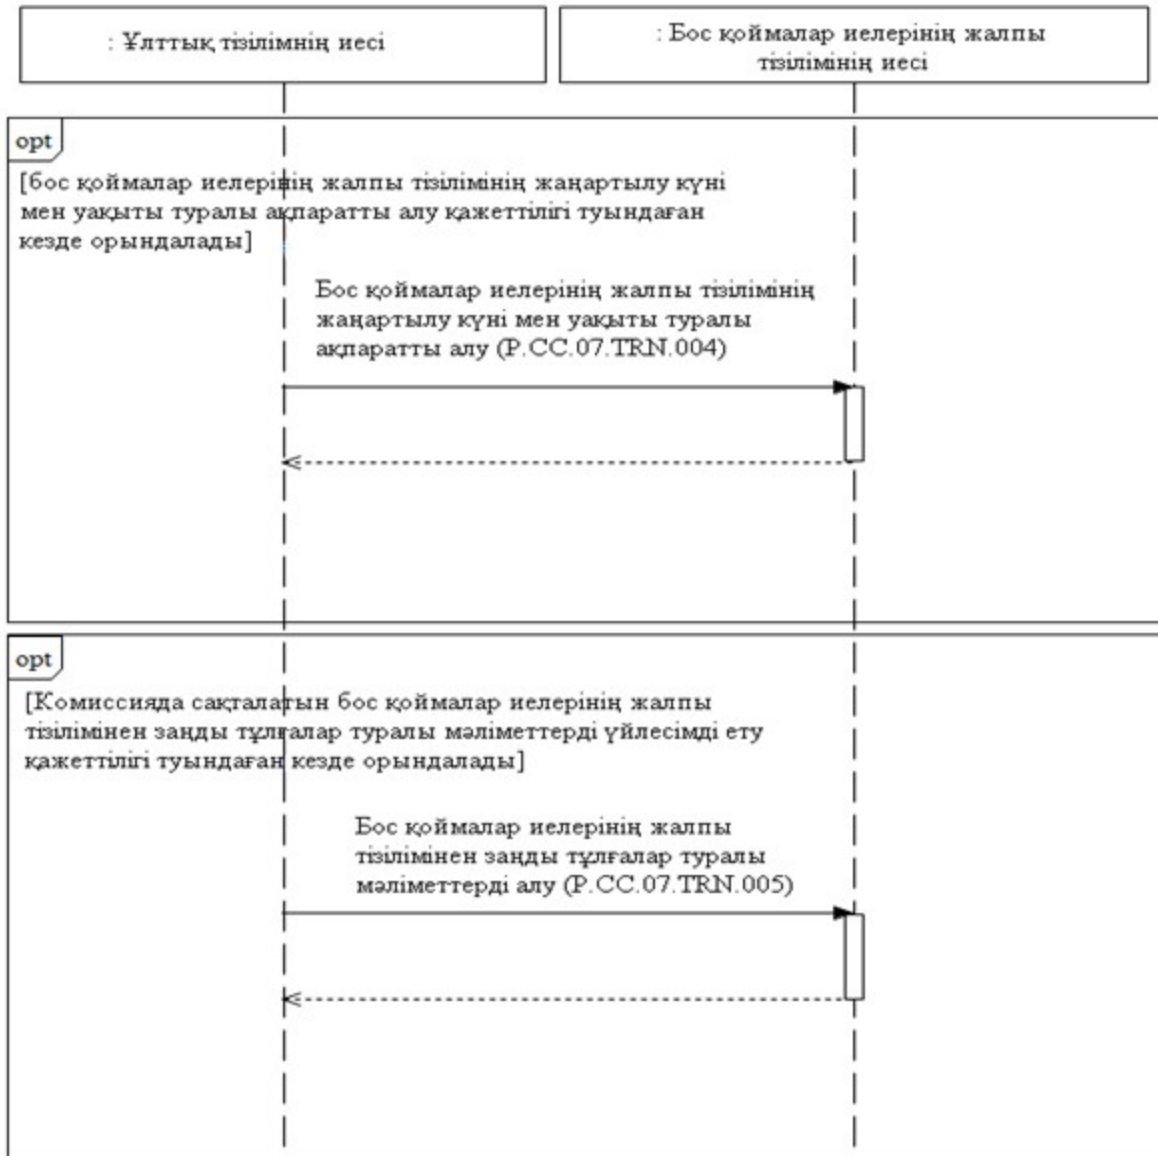 : Ұлттық тізілімнің иесі
: Бос қоймалар иелерінің жалпы
тізілімінің иесі
opt
[бос қоймалар иелерінің жалпы тізілімінің жаңартылу күні
мен уақыты туралы ақпаратты алу қажеттілігі туындаған
кезде орындалады]
Бос қоймалар иелерінің жалпы тізілімінің
жаңартылу күні мен уақыты туралы
ақпаратты алу (P.CC.07.TRN.004)
opt
[Комиссияда сақталатын бос қоймалар иелерінің жалпы
тізілімінен заңды тұлғалар туралы мәліметтерді үйлесімді ету
қажеттілігі туындаған кезде орындалады]
Бос қоймалар иелерінің жалпы
тізілімінен заңды тұлғалар туралы
мәліметтерді алу (P.CC.07.TRN.005)